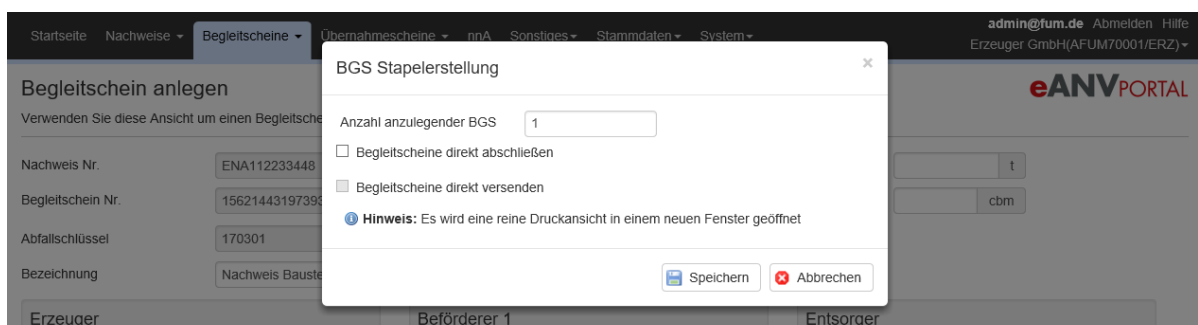 admin@fum.de Abmelden Hilfe
Startseite Nachweise Begleitscheine Übernahmescheine nnA Sonstiges Stammdaten System
Erzeuger GmbH(AFUM70001/ERZ)
BGS Stapelerstellung ×
Begleitschein anlegen
eANVPORTAL
Verwenden Sie diese Ansicht um einen Begleitsche
Anzahl anzulegender BGS 1
Begleitscheine direkt abschließen
Nachweis Nr. ENA112233448 t
Begleitscheine direkt versenden
Begleitschein Nr. 15621443197393 cbm
Hinweis: Es wird eine reine Druckansicht in einem neuen Fenster geöffnet
Abfallschlüssel 170301
Bezeichnung Nachweis Bauste
Speichern Abbrechen
Erzeuger Beförderer 1 Entsorger